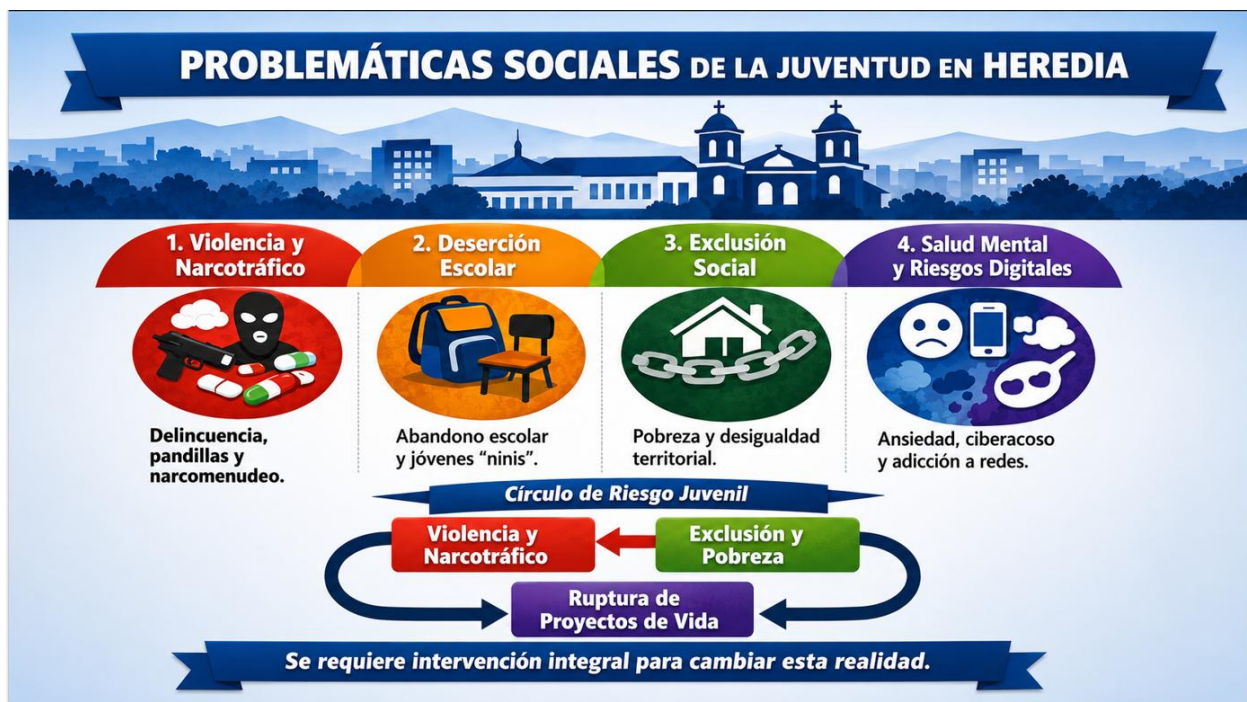 PROBLEMÁTICAS SOCIALES DE LA JUVENTUD EN HEREDIA
1. Violencia y
Narcotráfico
2. Deserción
Escolar
3. Exclusión
Social
4. Salud Mental
y Riesgos Digitales
Delincuencia,
pandillas y
narcomenudeo.
Abandono escolar
y jóvenes “ninis”.
Pobreza y desigualdad
territorial.
Ansiedad, ciberacoso
y adicción a redes.
Círculo de Riesgo Juvenil
Violencia y
Narcotráfico
Exclusión y
Pobreza
Ruptura de
Proyectos de Vida
Se requiere intervención integral para cambiar esta realidad.